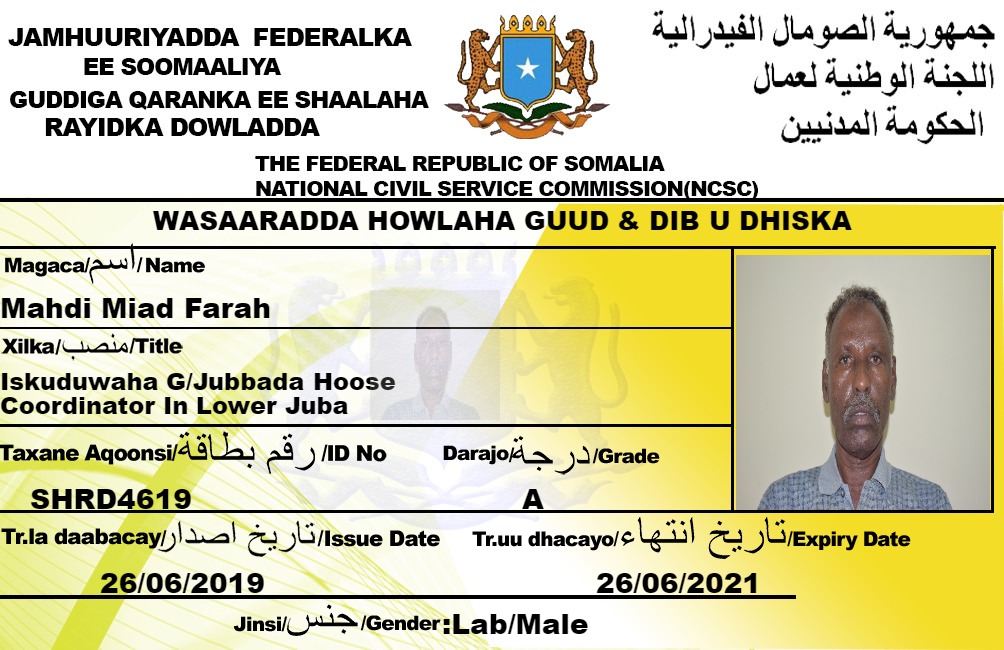 JAMHUURIYADDA FEDERALKA
EE SOOMAALIYA
GUDDIGA QARANKA EE SHAALAHA
RAYIDKA DOWLADDA
جمهورية الصومال الفيدرالية
اللجنة الوطنية لعمال
الحكومة المدنيين
THE FEDERAL REPUBLIC OF SOMALIA
NATIONAL CIVIL SERVICE COMMISSION(NCSC)
WASAARADDA HOWLAHA GUUD & DIB U DHISKA
Magaca/اسم/Name
Mahdi Miad Farah
Xilka/منصب/Title
Iskuduwaha G/Jubbada Hoose
Coordinator In Lower Juba
Taxane Aqoonsi/رقم بطاقة/ID No
Darajo/درجة/Grade
SHRD4619
A
Tr.la daabacay/تاريخ اصدار/Issue Date
Tr.uu dhacayo/تاريخ انتهاء/Expiry Date
26/06/2019
26/06/2021
Jinsi/جنس/Gender:Lab/Male